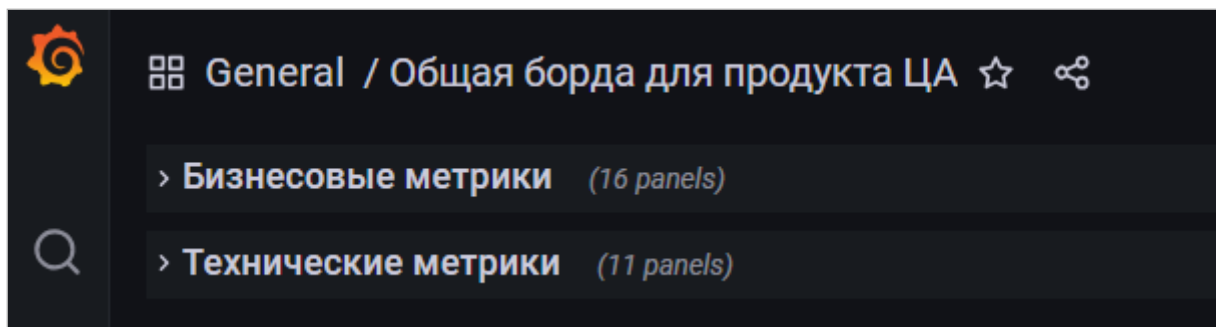 General / Общая борда для продукта ЦА
Бизнесовые метрики (16 panels)
Технические метрики (11 panels)